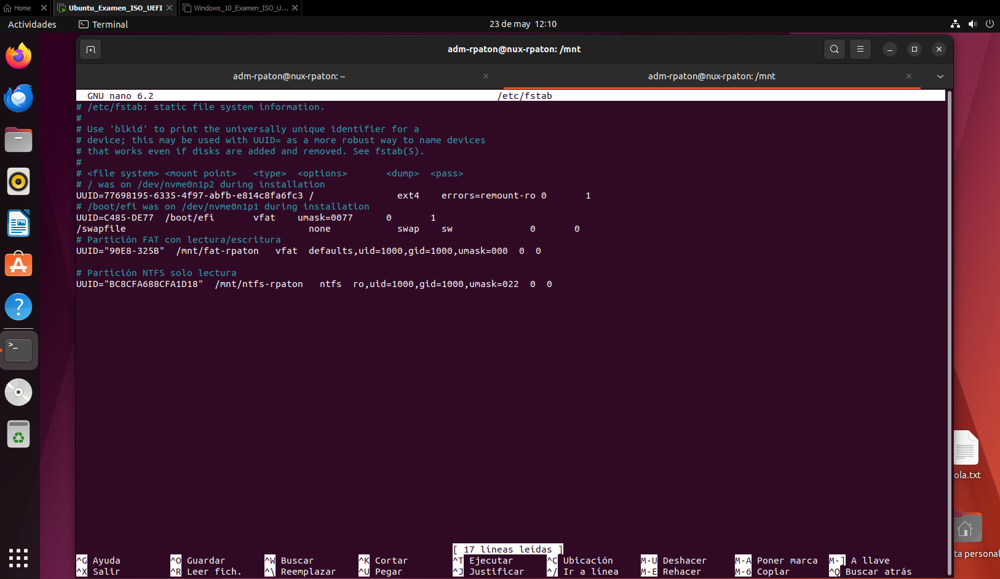 Home
Ubuntu_Examen_ISO_UEFI
Windows_10_Examen_ISO_U...
Actividades
Terminal
23 de may 12:10
adm-rpaton@nux-rpaton: /mnt
adm-rpaton@nux-rpaton: ~
adm-rpaton@nux-rpaton: /mnt
GNU nano 6.2 /etc/fstab
# /etc/fstab: static file system information.
#
# Use 'blkid' to print the universally unique identifier for a
# device; this may be used with UUID= as a more robust way to name devices
# that works even if disks are added and removed. See fstab(5).
#
# <file system> <mount point> <type> <options> <dump> <pass>
# / was on /dev/nvme0n1p2 during installation
UUID=77698195-6335-4f97-abfb-e814c8fa6fc3 / ext4 errors=remount-ro 0 1
# /boot/efi was on /dev/nvme0n1p1 during installation
UUID=C485-DE77 /boot/efi vfat umask=0077 0 1
/swapfile none swap sw 0 0
# Partición FAT con lectura/escritura
UUID="90E8-325B" /mnt/fat-rpaton vfat defaults,uid=1000,gid=1000,umask=000 0 0
# Partición NTFS solo lectura
UUID="BC8CFA688CFA1D18" /mnt/ntfs-rpaton ntfs ro,uid=1000,gid=1000,umask=022 0 0
ola.txt
ta personal
[ 17 líneas leídas ]
^G Ayuda ^O Guardar ^W Buscar ^K Cortar ^T Ejecutar ^C Ubicación M-U Deshacer M-A Poner marca M-] A llave
^X Salir ^R Leer fich. ^\ Reemplazar ^U Pegar ^J Justificar ^/ Ir a línea M-E Rehacer M-6 Copiar ^Q Buscar atrás